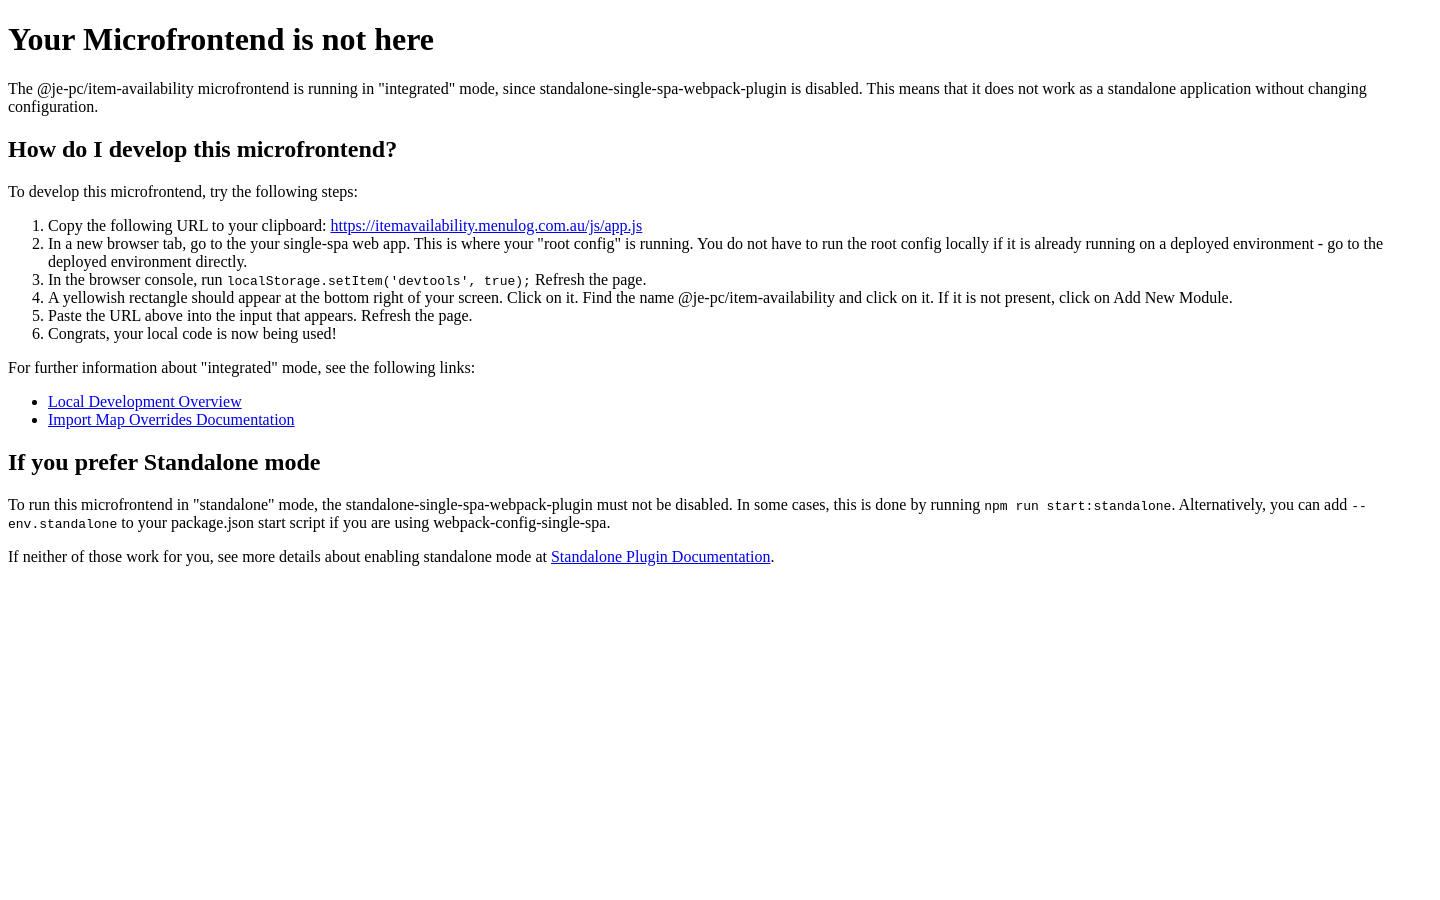 Your Microfrontend is not here
The @je-pc/item-availability microfrontend is running in "integrated" mode, since standalone-single-spa-webpack-plugin is disabled. This means that it does not work as a standalone application without changing
configuration.
How do I develop this microfrontend?
To develop this microfrontend, try the following steps:
1. Copy the following URL to your clipboard: https://itemavailability.menulog.com.au/js/app.js
2. In a new browser tab, go to the your single-spa web app. This is where your "root config" is running. You do not have to run the root config locally if it is already running on a deployed environment - go to the
deployed environment directly.
3. In the browser console, run localStorage.setItem('devtools', true); Refresh the page.
4. A yellowish rectangle should appear at the bottom right of your screen. Click on it. Find the name @je-pc/item-availability and click on it. If it is not present, click on Add New Module.
5. Paste the URL above into the input that appears. Refresh the page.
6. Congrats, your local code is now being used!
For further information about "integrated" mode, see the following links:
• Local Development Overview
• Import Map Overrides Documentation
If you prefer Standalone mode
To run this microfrontend in "standalone" mode, the standalone-single-spa-webpack-plugin must not be disabled. In some cases, this is done by running npm run start:standalone. Alternatively, you can add --
env.standalone to your package.json start script if you are using webpack-config-single-spa.
If neither of those work for you, see more details about enabling standalone mode at Standalone Plugin Documentation.